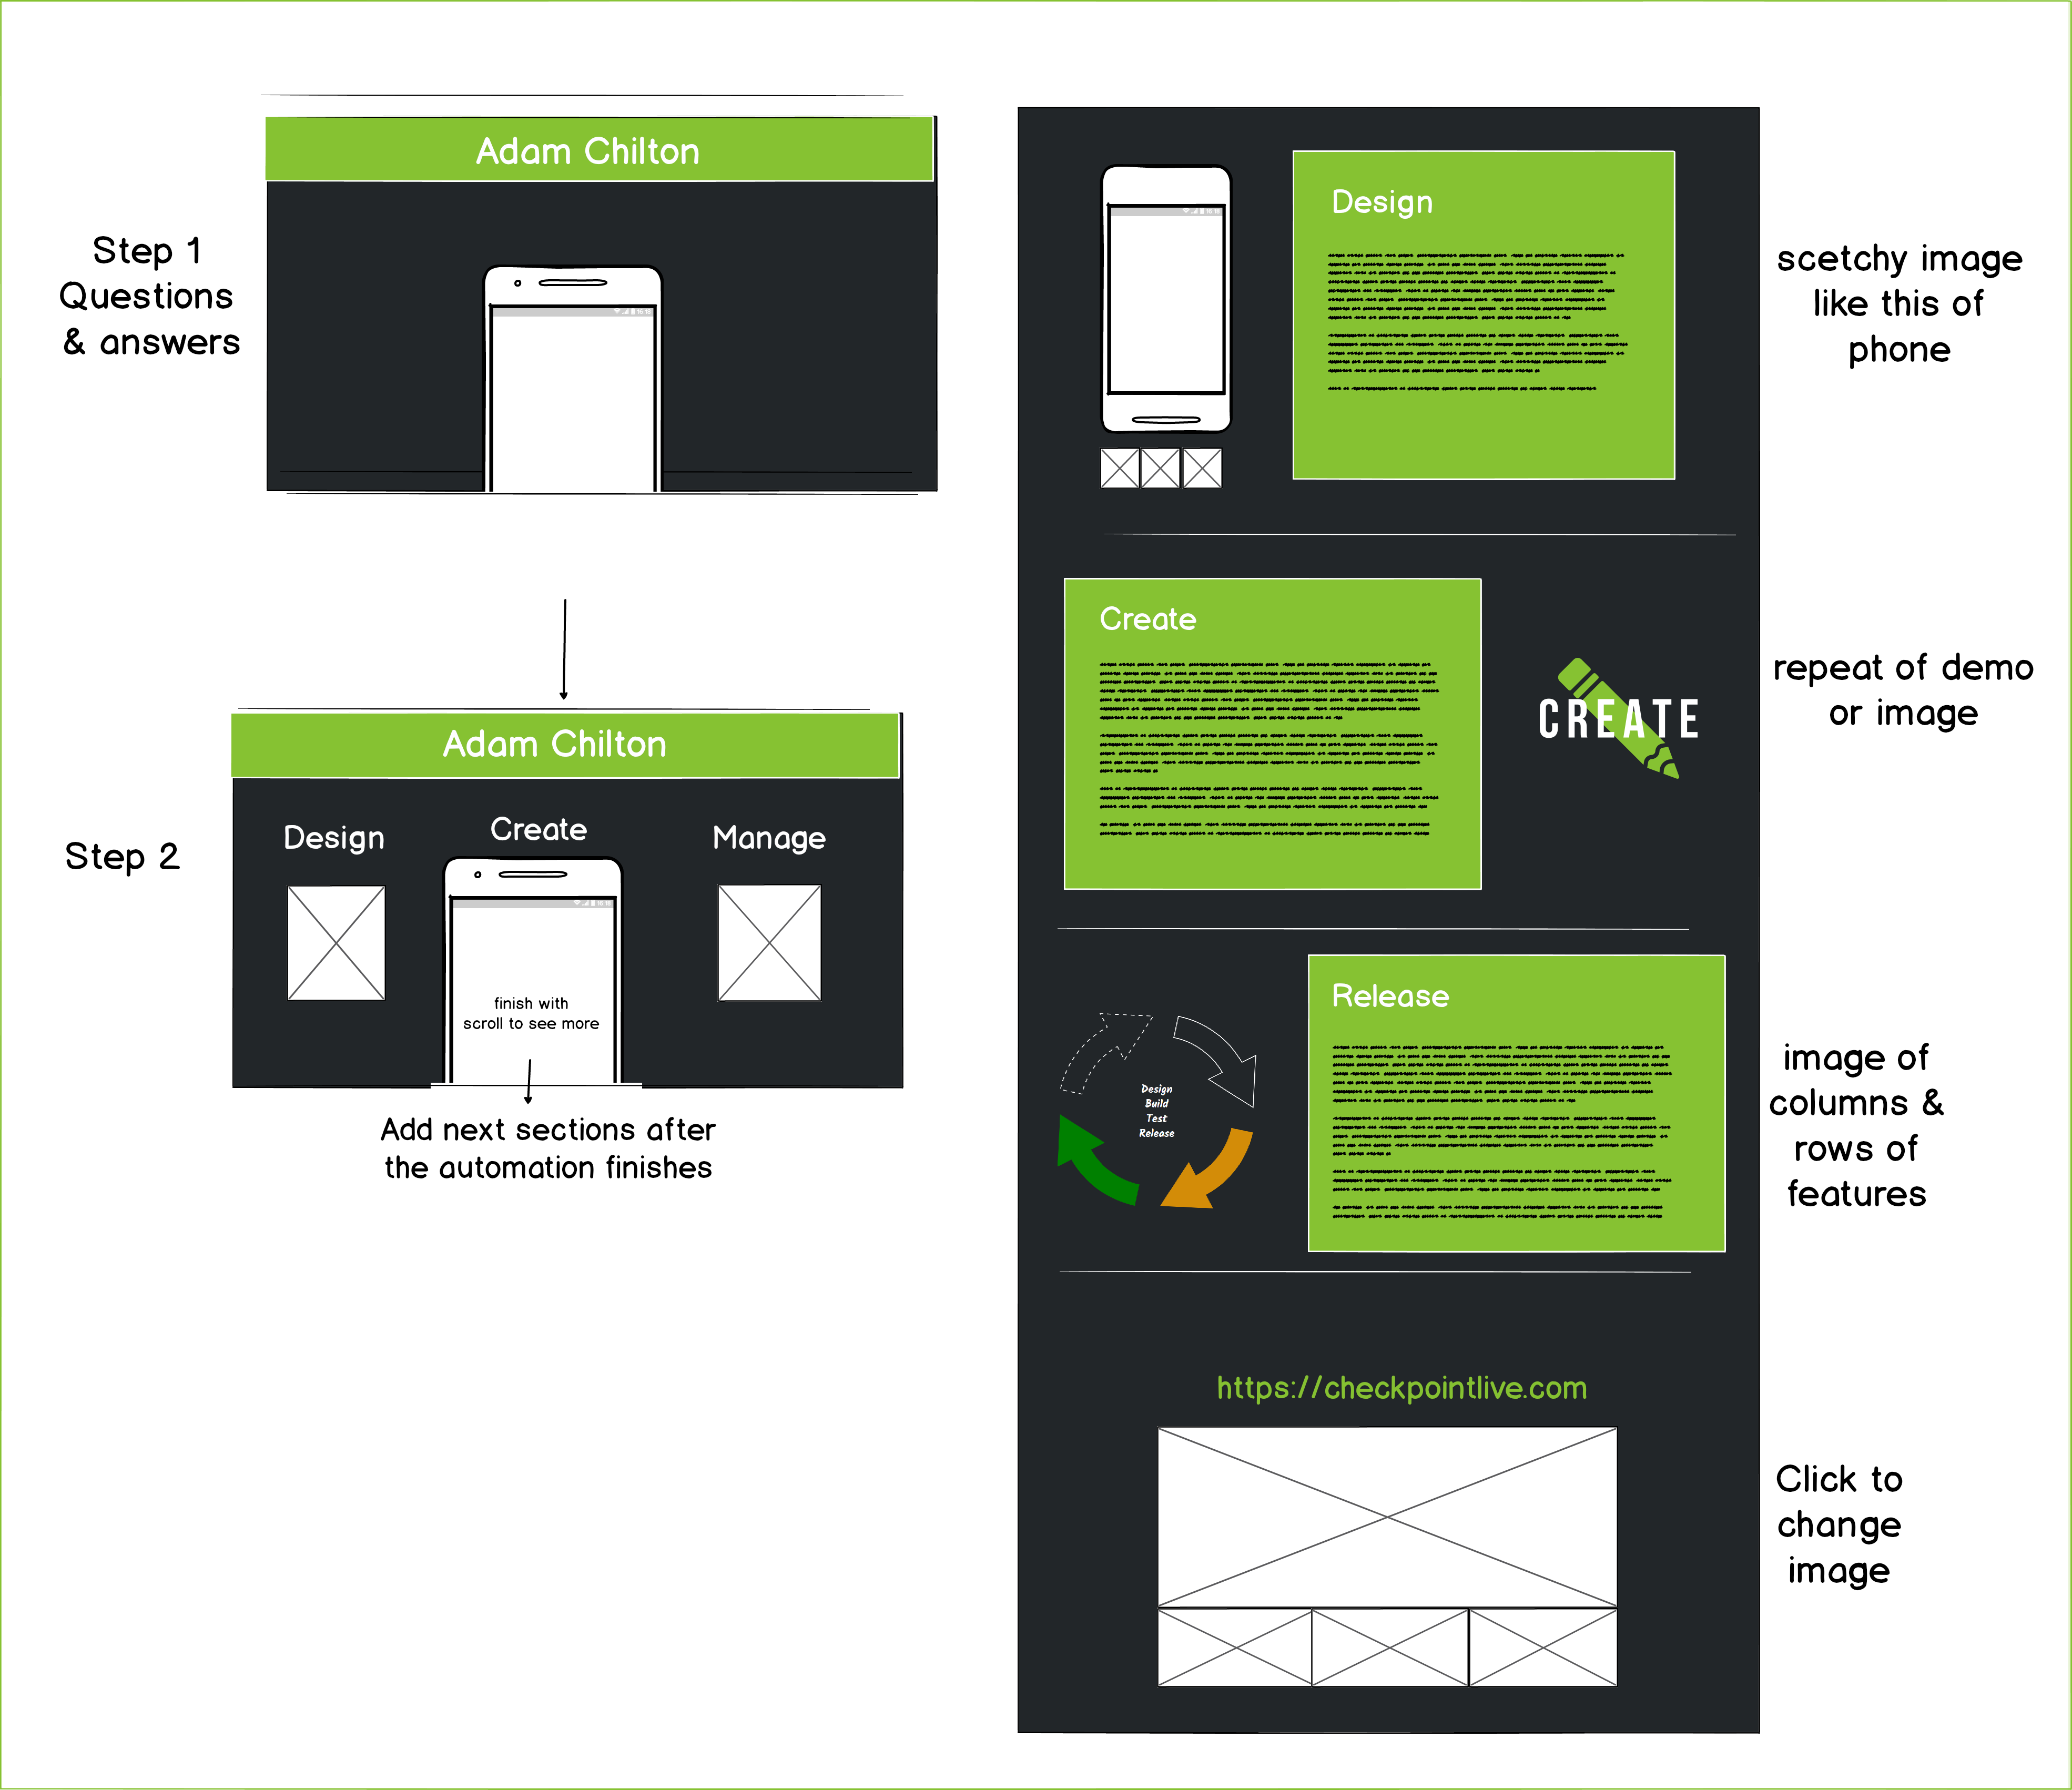 Adam Chilton
Step 1
Questions
& answers
Adam Chilton
Design
Create
Manage
Step 2
finish with
scroll to see more
Add next sections after
the automation finishes
Design
scetchy image
like this of
phone
Create
CREATE
repeat of demo
or image
Release
Design
Build
Test
Release
image of
columns &
rows of
features
https://checkpointlive.com
Click to
change
image